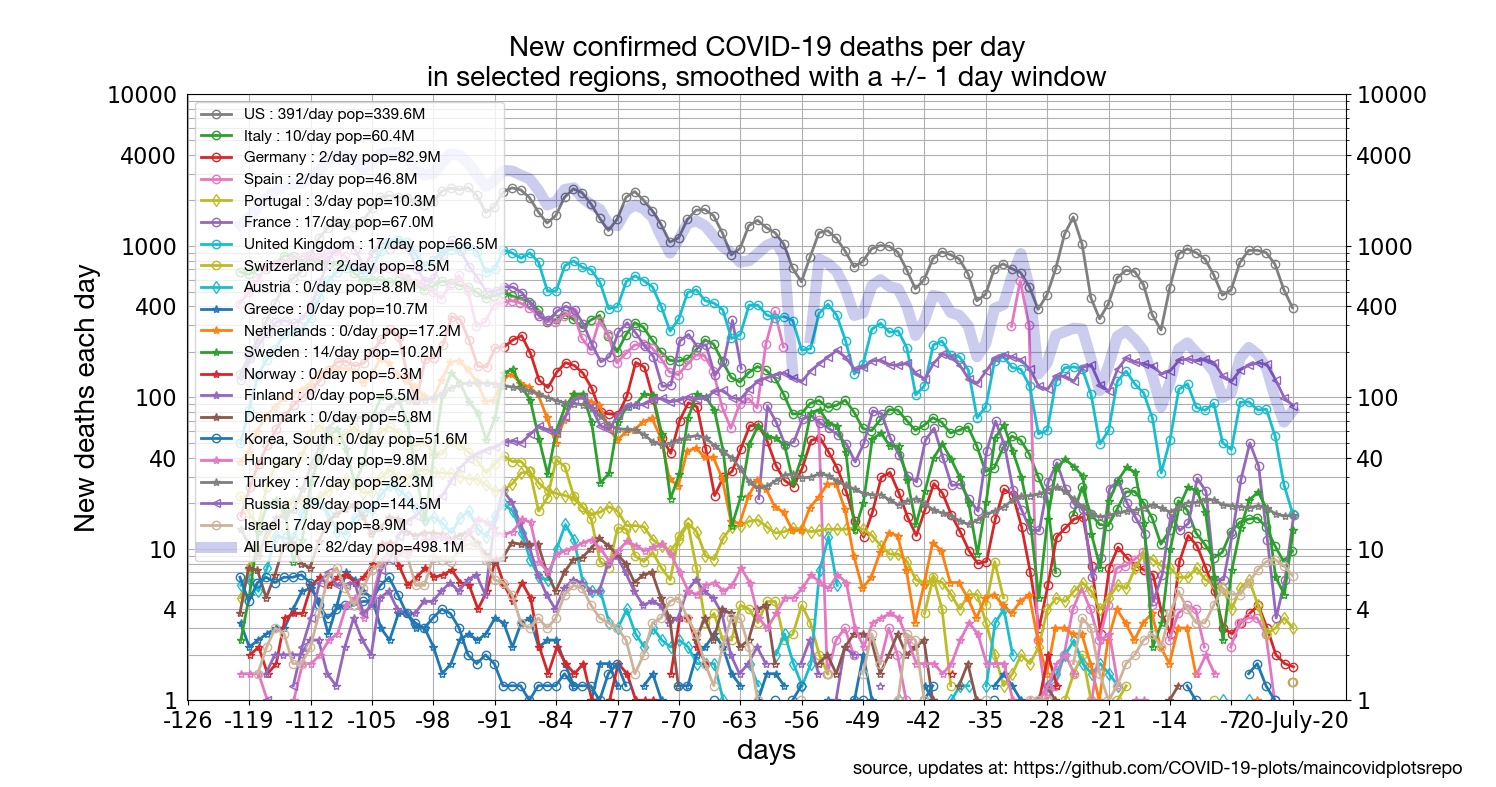 New confirmed COVID-19 deaths per day
in selected regions, smoothed with a +/- 1 day window
10000
4000
1000
400
100
40
10
4
1
New deaths each day
US : 391/day pop=339.6M
Italy : 10/day pop=60.4M
Germany : 2/day pop=82.9M
Spain : 2/day pop=46.8M
Portugal : 3/day pop=10.3M
France : 17/day pop=67.0M
United Kingdom : 17/day pop=66.5M
Switzerland : 2/day pop=8.5M
Austria : 0/day pop=8.8M
Greece : 0/day pop=10.7M
Netherlands : 0/day pop=17.2M
Sweden : 14/day pop=10.2M
Norway : 0/day pop=5.3M
Finland : 0/day pop=5.5M
Denmark : 0/day pop=5.8M
Korea, South : 0/day pop=51.6M
Hungary : 0/day pop=9.8M
Turkey : 17/day pop=82.3M
Russia : 89/day pop=144.5M
Israel : 7/day pop=8.9M
All Europe : 82/day pop=498.1M
10000
4000
1000
400
100
40
10
4
1
-126 -119 -112 -105 -98 -91 -84 -77 -70 -63 -56 -49 -42 -35 -28 -21 -14 -7 20-July-20
days
source, updates at: https://github.com/COVID-19-plots/maincovidplotsrepo